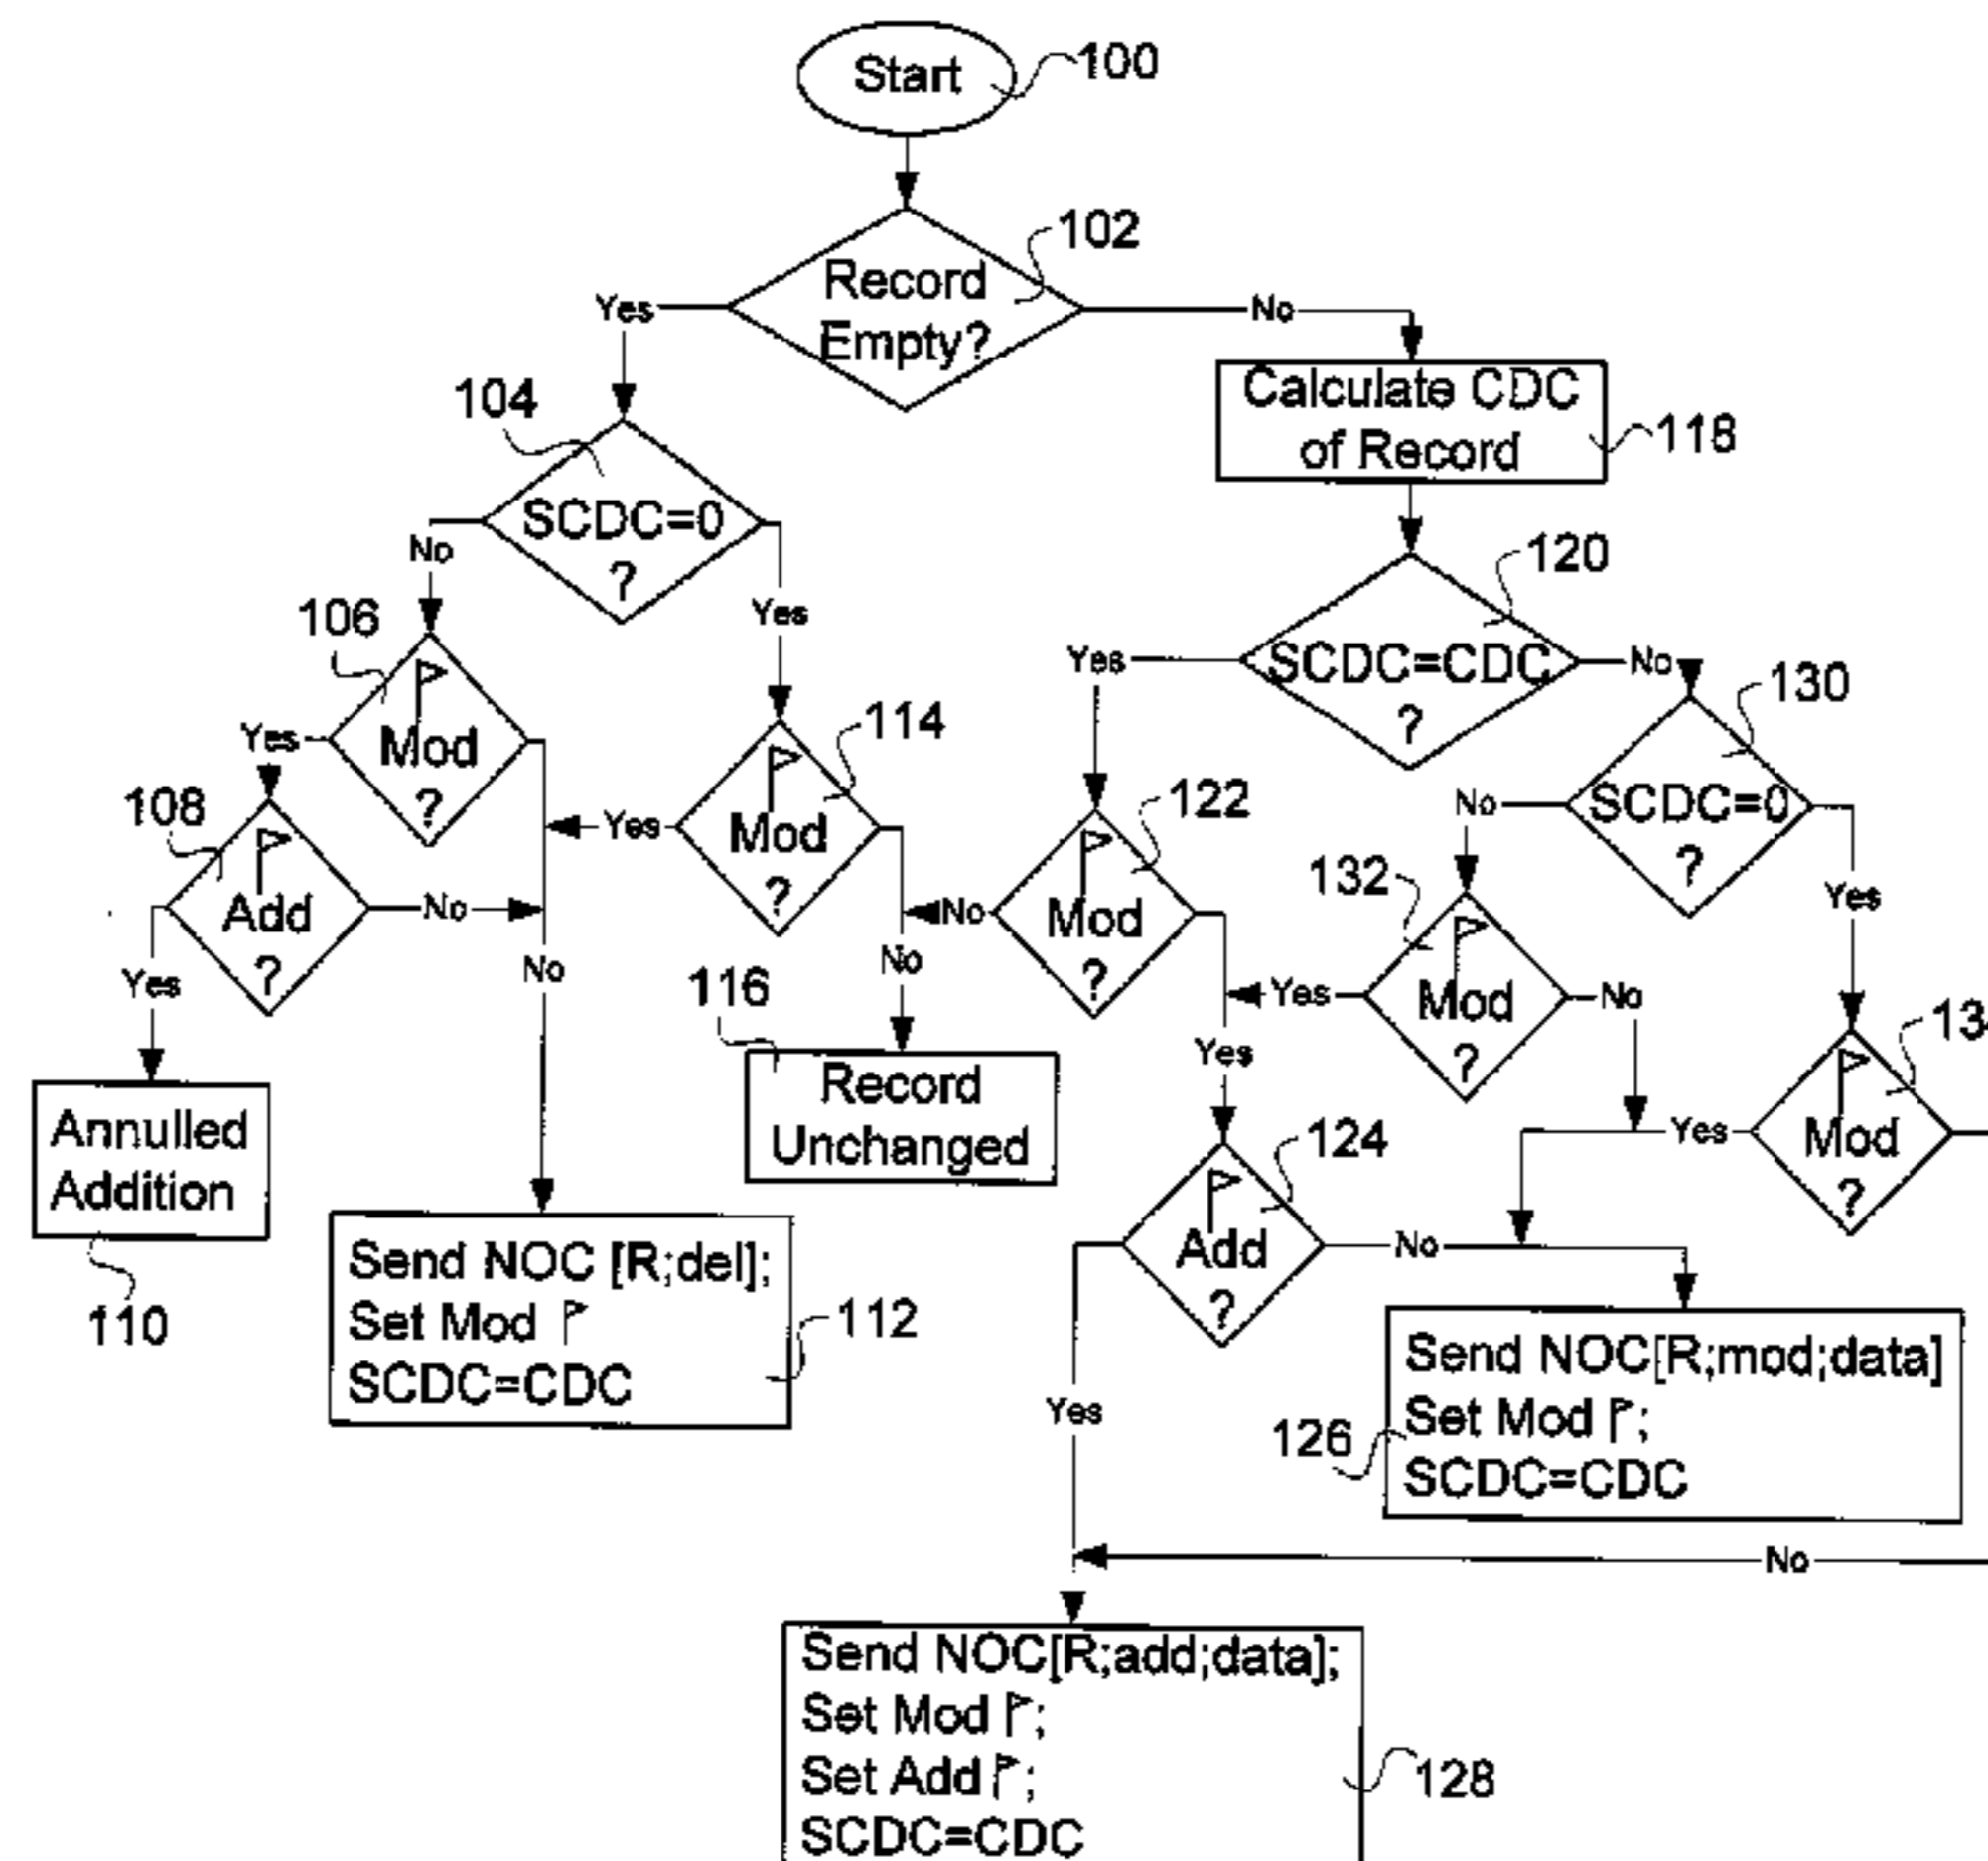 Start
100
Record
Empty?
102
Yes
No
Calculate CDC
of Record
118
104
SCDC=0
?
No
Yes
120
SCDC=CDC
?
Yes
No
106
Mod
?
Yes
No
114
Mod
?
Yes
No
130
SCDC=0
?
No
Yes
108
Add
?
Yes
No
122
Mod
?
No
Yes
132
Mod
?
Yes
No
116
Record
Unchanged
Mod
?
Yes
No
Annulled
Addition
110
124
Add
?
No
Yes
Send NOC [R;del];
Set Mod
SCDC=CDC
112
Send NOC[R;mod;data]
Set Mod ;
SCDC=CDC
126
Send NOC[R;add;data];
Set Mod ;
Set Add ;
SCDC=CDC
128